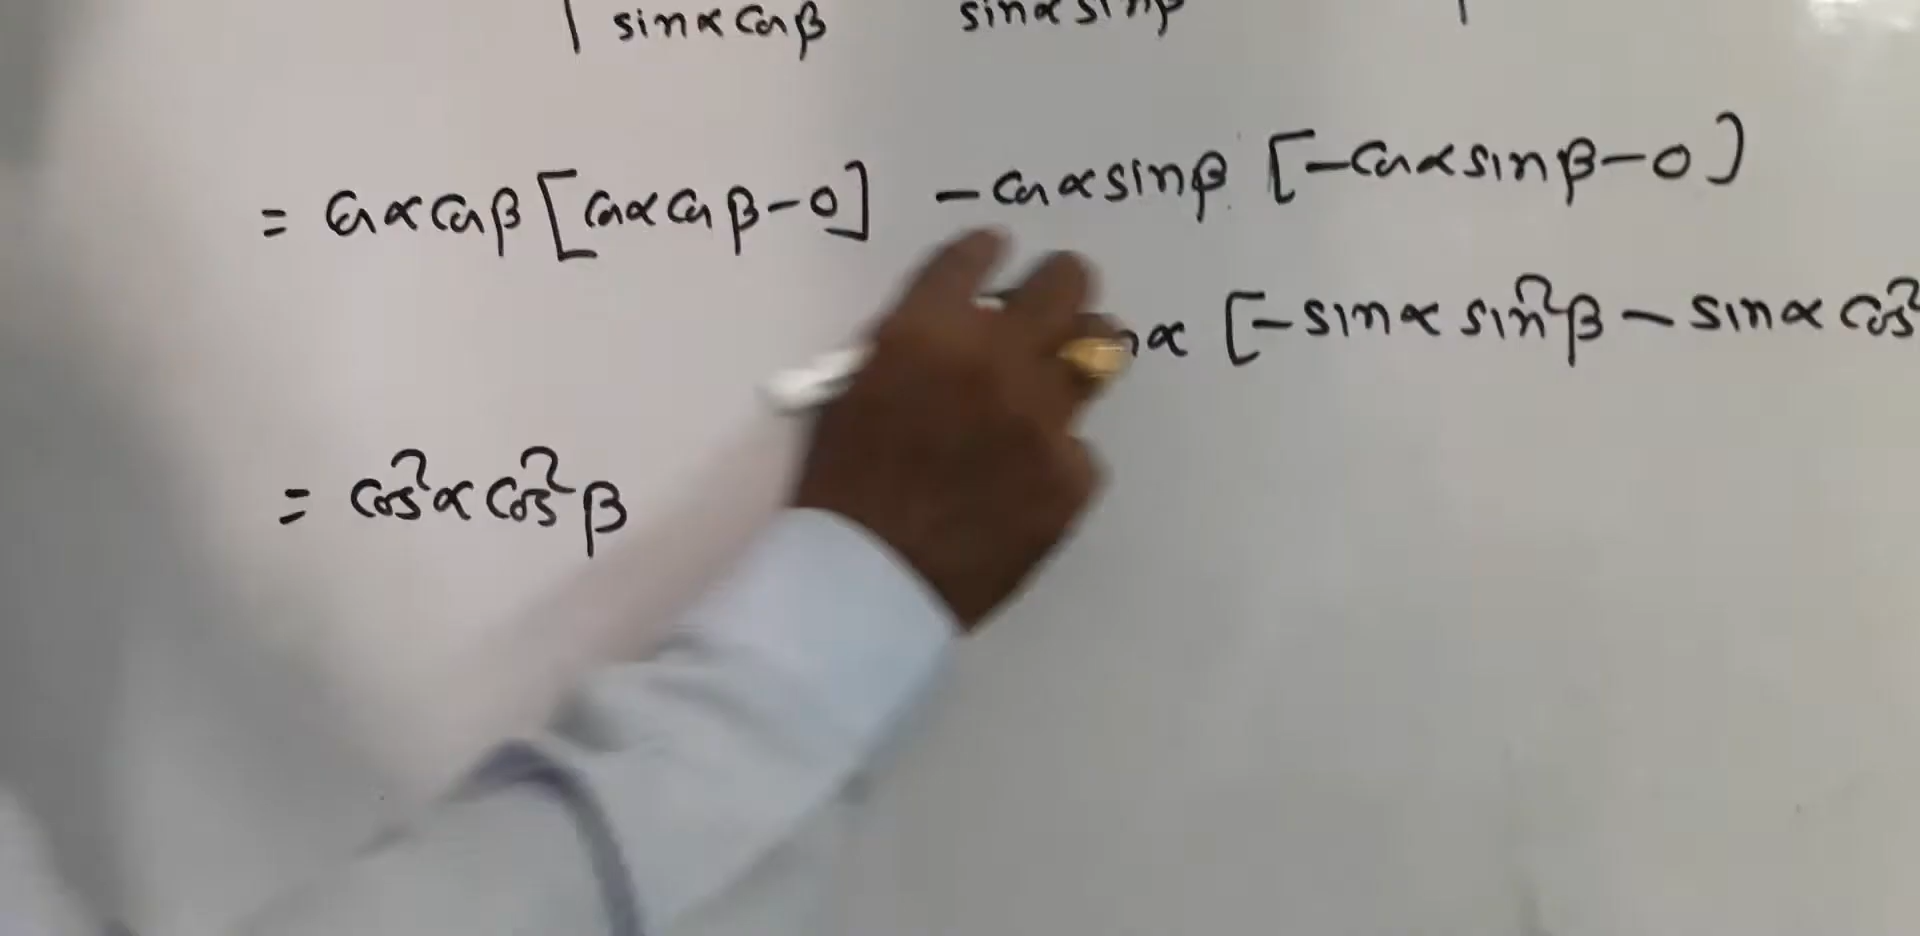 | sinα cosβ sinα sinβ |
= cosα cosβ [cosα cosβ - 0] - cosα sinβ [-cosα sinβ - 0]
α [-sinα sin²β - sinα cos²
= cos²α cos²β